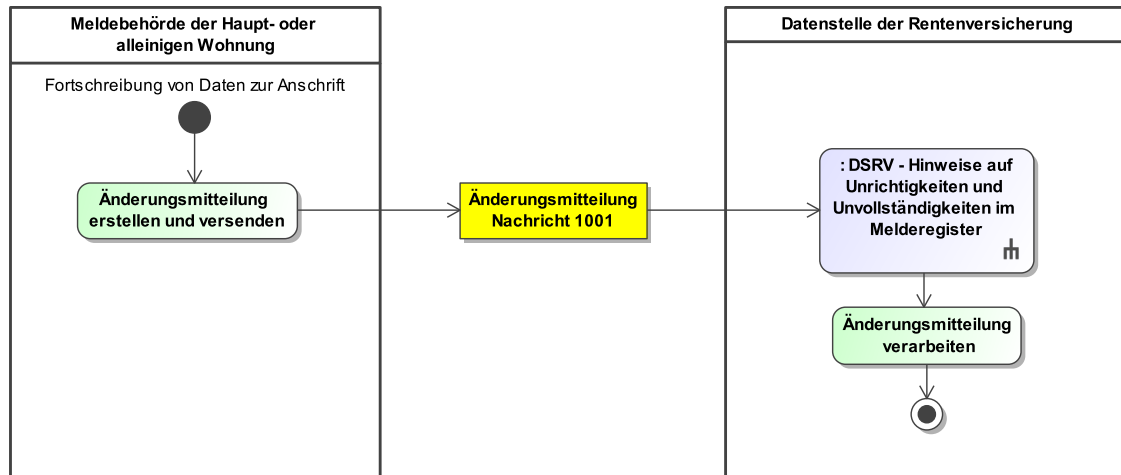 Meldebehörde der Haupt- oder
alleinigen Wohnung
Fortschreibung von Daten zur Anschrift
Änderungsmitteilung
erstellen und versenden
Änderungsmitteilung
Nachricht 1001
Datenstelle der Rentenversicherung
: DSRV - Hinweise auf
Unrichtigkeiten und
Unvollständigkeiten im
Melderegister
Änderungsmitteilung
verarbeiten